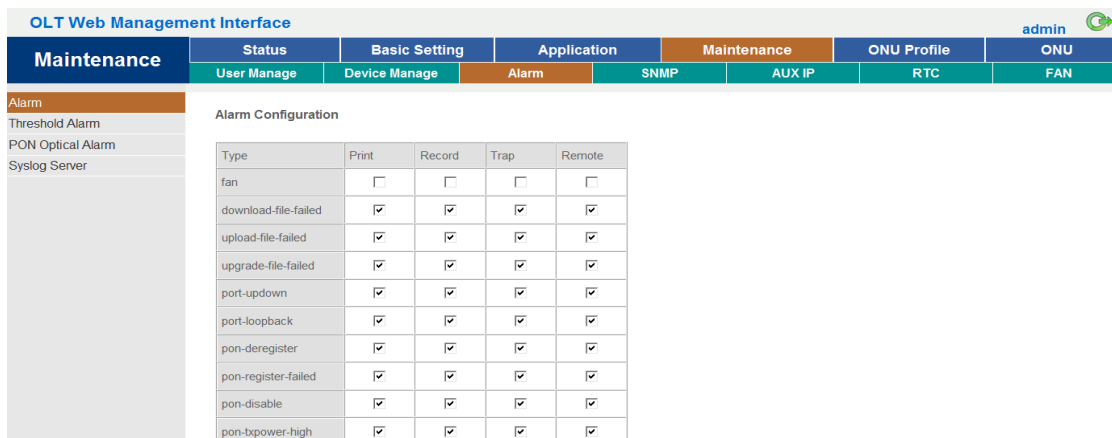 OLT Web Management Interface
admin
Maintenance
Status Basic Setting Application Maintenance ONU Profile ONU
User Manage Device Manage Alarm SNMP AUX IP RTC FAN
Alarm
Threshold Alarm
PON Optical Alarm
Syslog Server
Alarm Configuration
Type Print Record Trap Remote
fan
download-file-failed
upload-file-failed
upgrade-file-failed
port-updown
port-loopback
pon-deregister
pon-register-failed
pon-disable
pon-txpower-high